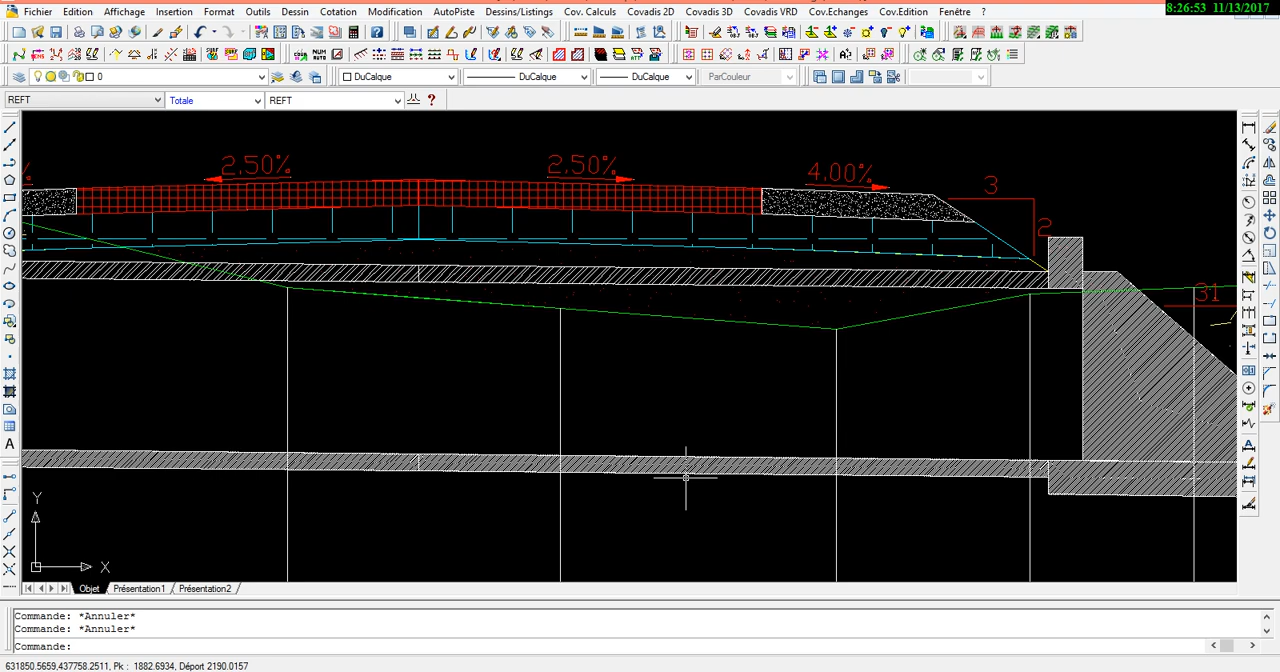 Fichier Edition Affichage Insertion Format Outils Dessin Cotation Modification AutoPiste Dessins/Listings Cov. Calculs Covadis 2D Covadis 3D Covadis VRD Cov.Echanges Cov.Edition Fenêtre ?
8:26:53 11/13/2017
0 DuCalque DuCalque DuCalque ParCouleur
REFT Totale REFT ?
2,50% 2,50% 4,00%
3
2
31
A
Y
X
Objet Présentation1 Présentation2
Commande: *Annuler*
Commande: *Annuler*
Commande:
631850.5659,437758.2511, Pk : 1882.6934, Déport 2190.0157